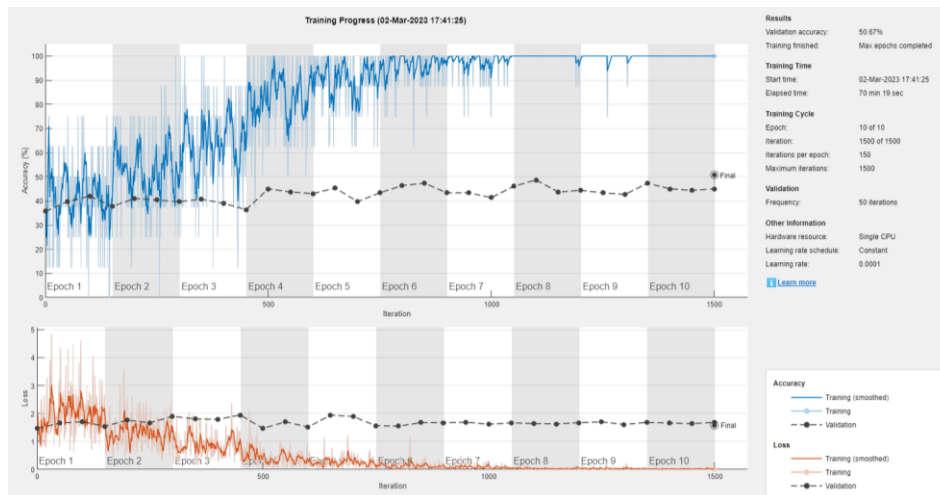 Training Progress (02-Mar-2023 17:41:25)
100
90
80
70
60
50
40
30
20
10
0
Accuracy (%)
Final
Epoch 1 Epoch 2 Epoch 3 Epoch 4 Epoch 5 Epoch 6 Epoch 7 Epoch 8 Epoch 9 Epoch 10
0 500 1000 1500
Iteration
5
4
3
2
1
0
Loss
Final
Epoch 1 Epoch 2 Epoch 3 Epoch 4 Epoch 5 Epoch 6 Epoch 7 Epoch 8 Epoch 9 Epoch 10
0 500 1000 1500
Iteration
Results
Validation accuracy: 50.67%
Training finished: Max epochs completed
Training Time
Start time: 02-Mar-2023 17:41:25
Elapsed time: 70 min 19 sec
Training Cycle
Epoch: 10 of 10
Iteration: 1500 of 1500
Iterations per epoch: 150
Maximum iterations: 1500
Validation
Frequency: 50 iterations
Other Information
Hardware resource: Single CPU
Learning rate schedule: Constant
Learning rate: 0.0001
i Learn more
Accuracy
Training (smoothed)
Training
Validation
Loss
Training (smoothed)
Training
Validation